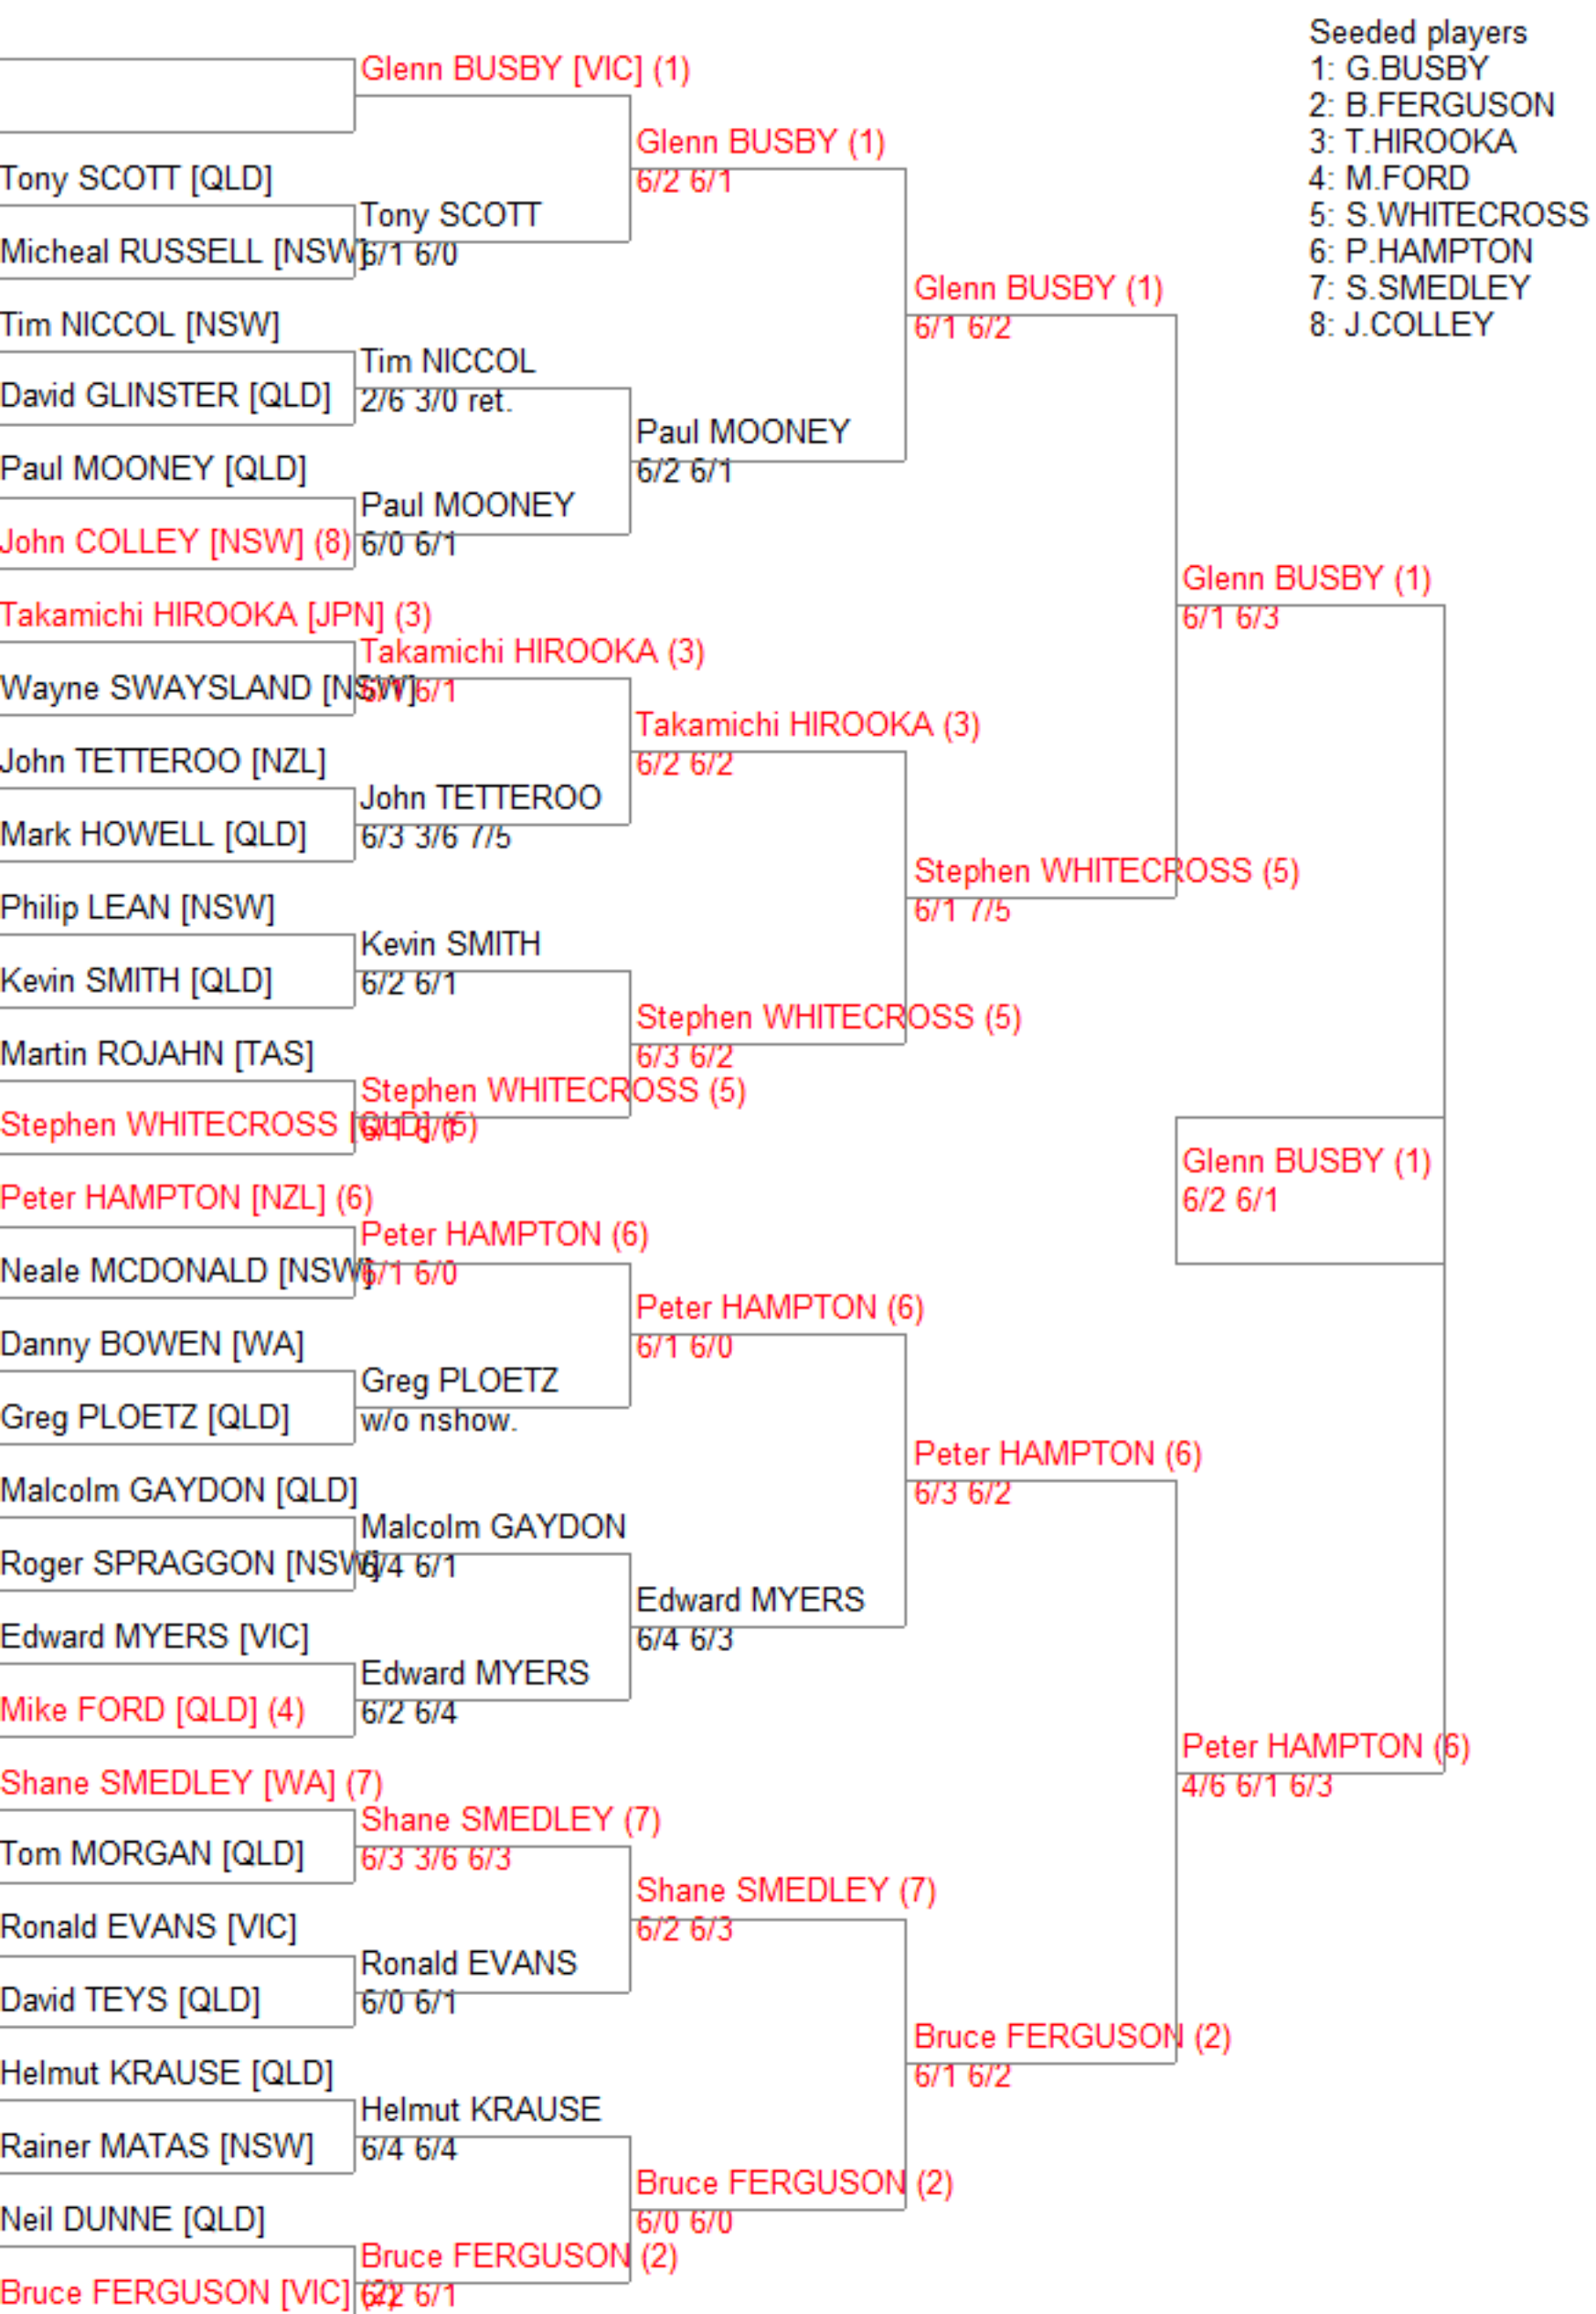 Seeded players
1: G.BUSBY
2: B.FERGUSON
3: T.HIROOKA
4: M.FORD
5: S.WHITECROSS
6: P.HAMPTON
7: S.SMEDLEY
8: J.COLLEY
Glenn BUSBY [VIC] (1)
Tony SCOTT [QLD]
Micheal RUSSELL [NSW]
Tim NICCOL [NSW]
David GLINSTER [QLD]
Paul MOONEY [QLD]
John COLLEY [NSW] (8)
Takamichi HIROOKA [JPN] (3)
Wayne SWAYSLAND [NSW]
John TETTEROO [NZL]
Mark HOWELL [QLD]
Philip LEAN [NSW]
Kevin SMITH [QLD]
Martin ROJAHN [TAS]
Stephen WHITECROSS [QLD] (5)
Peter HAMPTON [NZL] (6)
Neale MCDONALD [NSW]
Danny BOWEN [WA]
Greg PLOETZ [QLD]
Malcolm GAYDON [QLD]
Roger SPRAGGON [NSW]
Edward MYERS [VIC]
Mike FORD [QLD] (4)
Shane SMEDLEY [WA] (7)
Tom MORGAN [QLD]
Ronald EVANS [VIC]
David TEYS [QLD]
Helmut KRAUSE [QLD]
Rainer MATAS [NSW]
Neil DUNNE [QLD]
Bruce FERGUSON [VIC] (2)
Tony SCOTT
6/1 6/0
Tim NICCOL
2/6 3/0 ret.
Paul MOONEY
6/0 6/1
Takamichi HIROOKA (3)
6/1
John TETTEROO
6/3 3/6 7/5
Kevin SMITH
6/2 6/1
Stephen WHITECROSS (5)
Peter HAMPTON (6)
6/1 6/0
Greg PLOETZ
w/o nshow.
Malcolm GAYDON
6/4 6/1
Edward MYERS
6/2 6/4
Shane SMEDLEY (7)
6/3 3/6 6/3
Ronald EVANS
6/0 6/1
Helmut KRAUSE
6/4 6/4
Bruce FERGUSON (2)
6/1
Glenn BUSBY (1)
6/2 6/1
Paul MOONEY
6/2 6/1
Takamichi HIROOKA (3)
6/2 6/2
Stephen WHITECROSS (5)
6/3 6/2
Peter HAMPTON (6)
6/1 6/0
Edward MYERS
6/4 6/3
Shane SMEDLEY (7)
6/2 6/3
Bruce FERGUSON (2)
6/0 6/0
Glenn BUSBY (1)
6/1 6/2
Stephen WHITECROSS (5)
6/1 7/5
Peter HAMPTON (6)
6/3 6/2
Bruce FERGUSON (2)
6/1 6/2
Glenn BUSBY (1)
6/1 6/3
Peter HAMPTON (6)
4/6 6/1 6/3
Glenn BUSBY (1)
6/2 6/1